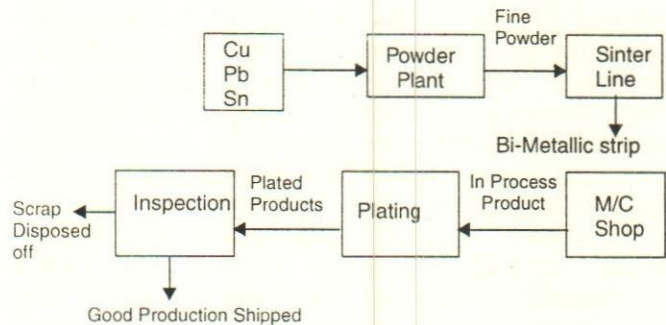 Cu
Pb
Sn
Powder
Plant
Fine
Powder
Sinter
Line
Bi-Metallic strip
M/C
Shop
In Process
Product
Plating
Plated
Products
Inspection
Scrap
Disposed
off
Good Production Shipped